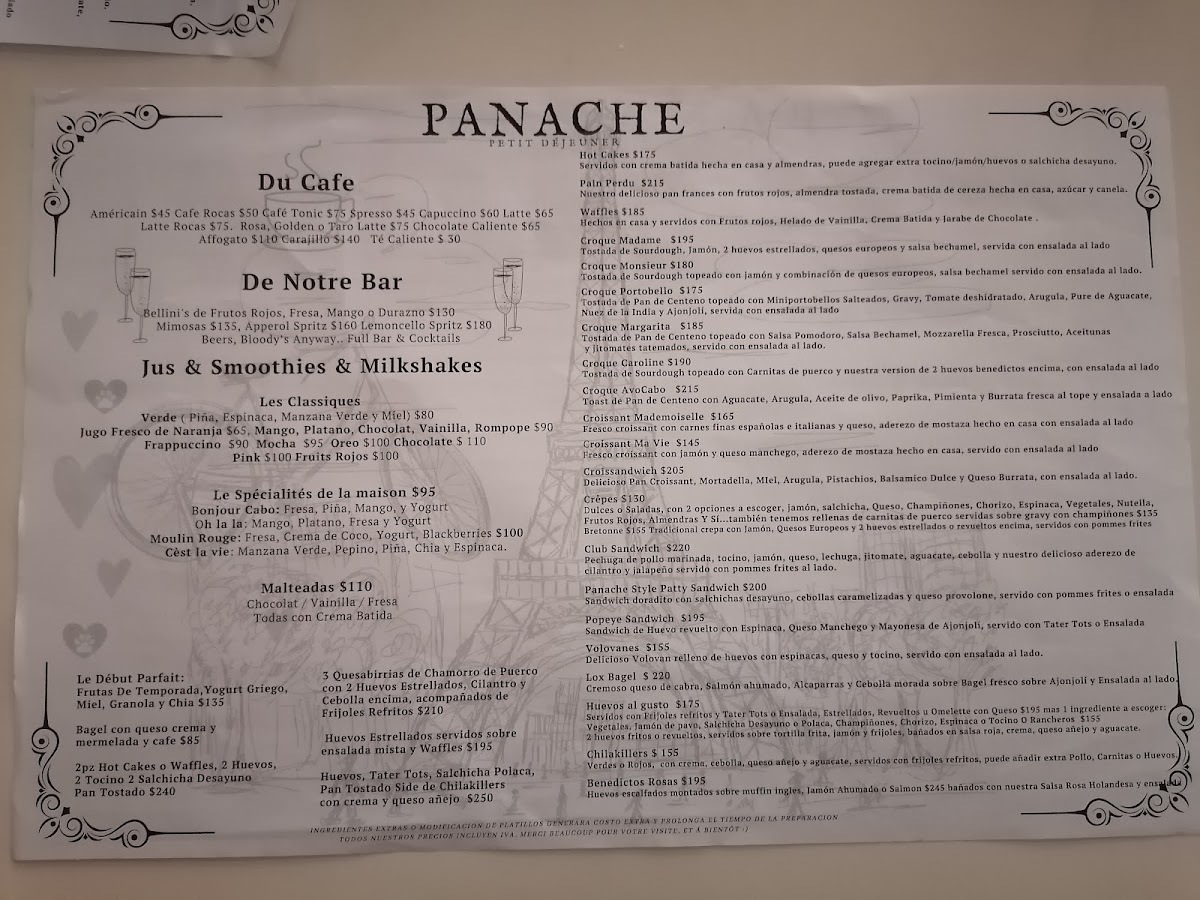 PANACHE
PETIT DÉJEUNER
Du Cafe
Américain $45 Cafe Rocas $50 Café Tonic $75 Spresso $45 Capuccino $60 Latte $65
Latte Rocas $75. Rosa, Golden o Taro Latte $75 Chocolate Caliente $65
Affogato $110 Carajillo $140 Té Caliente $ 30
De Notre Bar
Bellini's de Frutos Rojos, Fresa, Mango o Durazno $130
Mimosas $135, Apperol Spritz $160 Lemoncello Spritz $180
Beers, Bloody's Anyway.. Full Bar & Cocktails
Jus & Smoothies & Milkshakes
Les Classiques
Verde ( Piña, Espinaca, Manzana Verde y Miel) $80
Jugo Fresco de Naranja $65, Mango, Platano, Chocolat, Vainilla, Rompope $90
Frappuccino $90 Mocha $95 Oreo $100 Chocolate $ 110
Pink $100 Fruits Rojos $100
Le Spécialités de la maison $95
Bonjour Cabo: Fresa, Piña, Mango, y Yogurt
Oh la la: Mango, Platano, Fresa y Yogurt
Moulin Rouge: Fresa, Crema de Coco, Yogurt, Blackberries $100
Cèst la vie: Manzana Verde, Pepino, Piña, Chia y Espinaca.
Malteadas $110
Chocolat / Vainilla / Fresa
Todas con Crema Batida
Le Début Parfait:
Frutas De Temporada,Yogurt Griego,
Miel, Granola y Chia $135
Bagel con queso crema y
mermelada y cafe $85
2pz Hot Cakes o Waffles, 2 Huevos,
2 Tocino 2 Salchicha Desayuno
Pan Tostado $240
3 Quesabirrias de Chamorro de Puerco
con 2 Huevos Estrellados, Cilantro y
Cebolla encima, acompañados de
Frijoles Refritos $210
Huevos Estrellados servidos sobre
ensalada mixta y Waffles $195
Huevos, Tater Tots, Salchicha Polaca,
Pan Tostado Side de Chilakillers
con crema y queso añejo $250
Hot Cakes $175
Servidos con crema batida hecha en casa y almendras, puede agregar extra tocino/jamón/huevos o salchicha desayuno.
Pain Perdu $215
Nuestro delicioso pan frances con frutos rojos, almendra tostada, crema batida de cereza hecha en casa, azúcar y canela.
Waffles $185
Hechos en casa y servidos con Frutos rojos, Helado de Vainilla, Crema Batida y Jarabe de Chocolate .
Croque Madame $195
Tostada de Sourdough, Jamón, 2 huevos estrellados, quesos europeos y salsa bechamel, servida con ensalada al lado
Croque Monsieur $180
Tostada de Sourdough topeado con jamón y combinación de quesos europeos, salsa bechamel servido con ensalada al lado.
Croque Portobello $175
Tostada de Pan de Centeno topeado con Miniportobellos Salteados, Gravy, Tomate deshidratado, Arugula, Pure de Aguacate,
Nuez de la India y Ajonjoli, servida con ensalada al lado
Croque Margarita $185
Tostada de Pan de Centeno topeado con Salsa Pomodoro, Salsa Bechamel, Mozzarella Fresca, Prosciutto, Aceitunas
y Jitomates tatemados, servido con ensalada al lado.
Croque Caroline $190
Tostada de Sourdough topeado con Carnitas de puerco y nuestra version de 2 huevos benedictos encima, con ensalada al lado
Croque AvoCabo $215
Toast de Pan de Centeno con Aguacate, Arugula, Aceite de olivo, Paprika, Pimienta y Burrata fresca al tope y ensalada a lado
Croissant Mademoiselle $165
Fresco croissant con carnes finas españolas e italianas y queso, aderezo de mostaza hecho en casa con ensalada al lado
Croissant Ma Vie $145
Fresco croissant con jamón y queso manchego, aderezo de mostaza hecho en casa, servido con ensalada al lado
Croissandwich $205
Delicioso Pan Croissant, Mortadella, MIel, Arugula, Pistachios, Balsamico Dulce y Queso Burrata, con ensalada al lado.
Crêpes $130
Dulces o Saladas, con 2 opciones a escoger, Jamón, salchicha, Queso, Champiñones, Chorizo, Espinaca, Vegetales, Nutella,
Frutos Rojos, Almendras Y Si...también tenemos rellenas de carnitas de puerco servidas sobre gravy con champiñones $135
Bretonne $155 Tradicional crepa con Jamón, Quesos Europeos y 2 huevos estrellados o revueltos encima, servidos con pommes frites
Club Sandwich $220
Pechuga de pollo marinada, tocino, jamón, queso, lechuga, jitomate, aguacate, cebolla y nuestro delicioso aderezo de
cilantro y jalapeño servido con pommes frites al lado.
Panache Style Patty Sandwich $200
Sandwich doradito con salchichas desayuno, cebollas caramelizadas y queso provolone, servido con pommes frites o ensalada
Popeye Sandwich $195
Sandwich de Huevo revuelto con Espinaca, Queso Manchego y Mayonesa de Ajonjoli, servido con Tater Tots o Ensalada
Volovanes $155
Delicioso Volovan relleno de huevos con espinacas, queso y tocino, servido con ensalada al lado.
Lox Bagel $ 220
Cremoso queso de cabra, Salmón ahumado, Alcaparras y Cebolla morada sobre Bagel fresco sobre Ajonjolí y Ensalada al lado.
Huevos al gusto $175
Servidos con Frijoles refritos y Tater Tots o Ensalada, Estrellados, Revueltos u Omelette con Queso $195 mas 1 ingrediente a escoger:
Vegetales, Jamón de pavo, Salchicha Desayuno o Polaca, Champiñones, Chorizo, Espinaca o Tocino O Rancheros $155
2 huevos fritos o revueltos, servidos sobre tortilla frita, jamón y frijoles, bañados en salsa roja, crema, queso añejo y aguacate.
Chilakillers $ 155
Verdes o Rojos, con crema, cebolla, queso añejo y aguacate, servidos con frijoles refritos, puede añadir extra Pollo, Carnitas o Huevos
Benedictos Rosas $195
Huevos escalfados montados sobre muffin ingles, Jamón Ahumado o Salmon $245 bañados con nuestra Salsa Rosa Holandesa y ensalada
INGREDIENTES EXTRAS O MODIFICACION DE PLATILLOS GENERARA COSTO EXTRA Y PROLONGA EL TIEMPO DE LA PREPARACION
TODOS NUESTROS PRECIOS INCLUYEN IVA. MERCI BEAUCOUP POUR VOTRE VISITE, ET À BIENTÔT :)